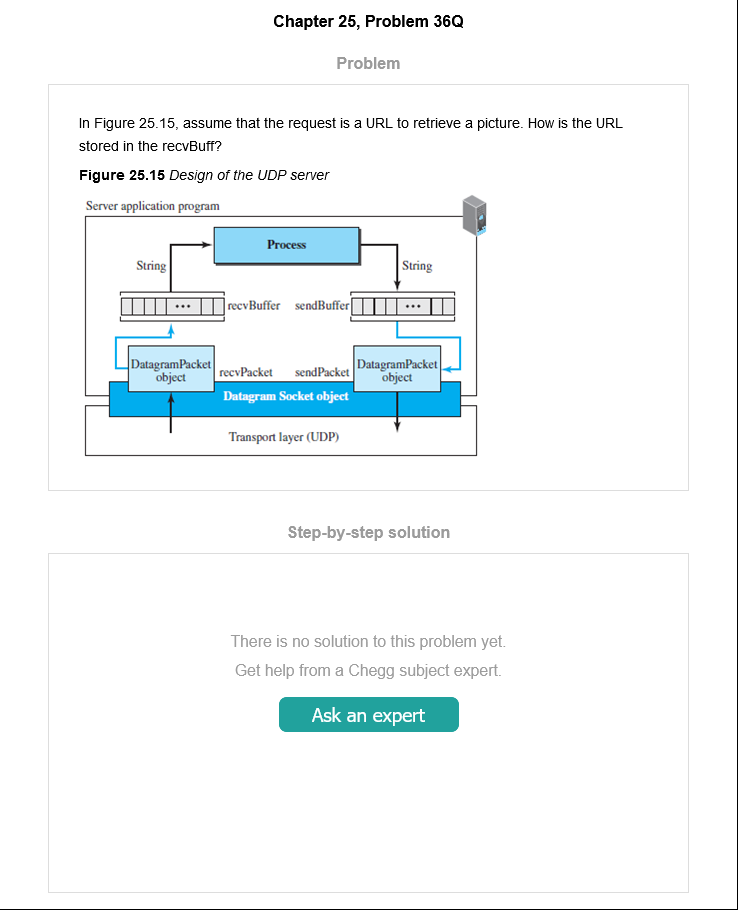 Chapter 25, Problem 36Q
Problem
In Figure 25.15, assume that the request is a URL to retrieve a picture. How is the URL
stored in the recvBuff?
Figure 25.15 Design of the UDP server
Server application program
Process
String
String
...
recvBuffer
sendBuffer
...
DatagramPacket
object
recvPacket
sendPacket
DatagramPacket
object
Datagram Socket object
Transport layer (UDP)
Step-by-step solution
There is no solution to this problem yet.
Get help from a Chegg subject expert.
Ask an expert